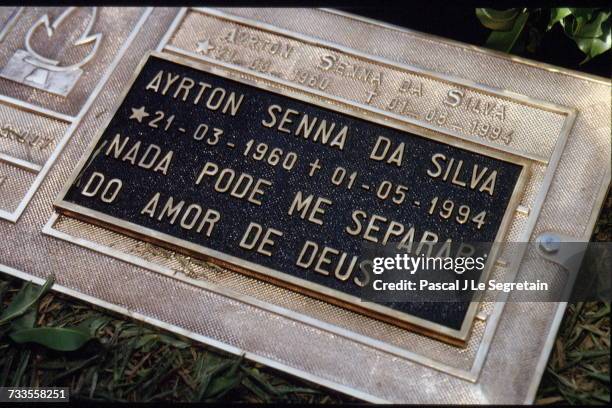 AYRTON SENNA DA SILVA
21-03-1960 † 01-05-1994
AYRTON SENNA DA SILVA
★ 21-03-1960 † 01-05-1994
NADA PODE ME SEPARAR
DO AMOR DE DEUS
gettyimages
Pascal J Le Segretain
733558251